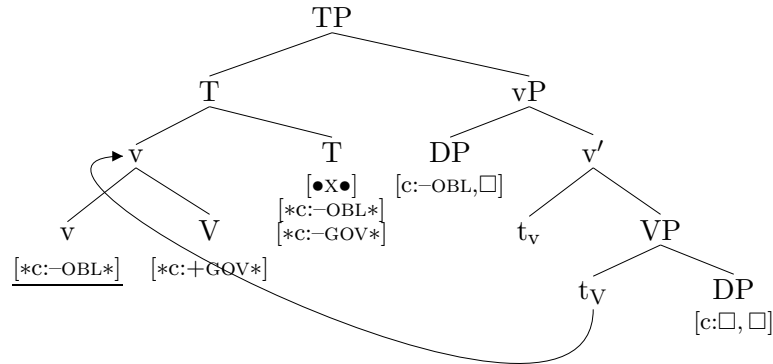 TP
T vP
v T DP v′
[●X●] [c:–OBL,□]
[∗c:–OBL∗]
v V [∗c:–GOV∗] t_v VP
[∗c:–OBL∗] [∗c:+GOV∗]
t_V DP
[c:□, □]